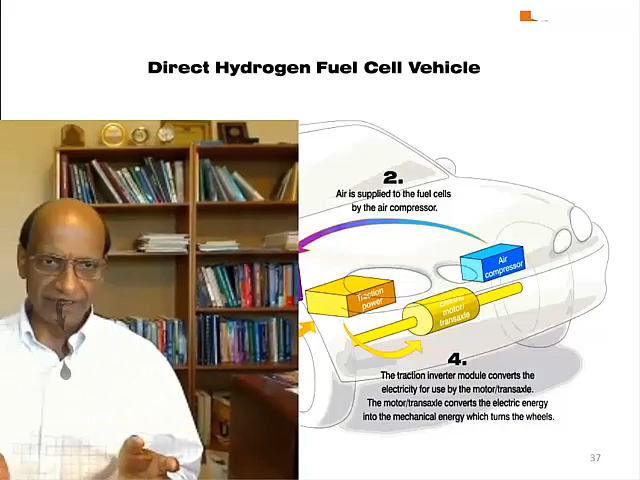 Direct Hydrogen Fuel Cell Vehicle
2.
Air is supplied to the fuel cells
by the air compressor.
Air
compressor
Traction
power
Electric
motor/
transaxle
4.
The traction inverter module converts the
electricity for use by the motor/transaxle.
The motor/transaxle converts the electric energy
into the mechanical energy which turns the wheels.
37